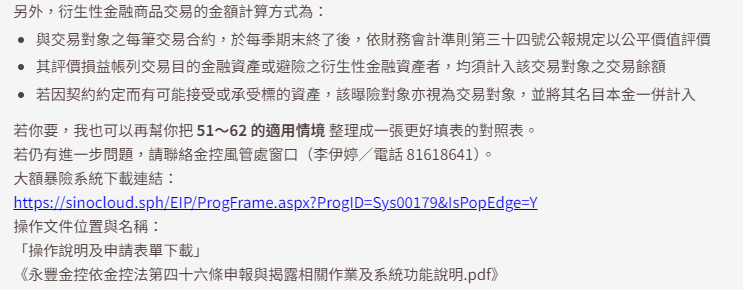 另外，衍生性金融商品交易的金額計算方式為：
• 與交易對象之每筆交易合約，於每季期末終了後，依財務會計準則第三十四號公報規定以公平價值評價
• 其評價損益帳列交易目的金融資產或避險之衍生性金融資產者，均須計入該交易對象之交易餘額
• 若因契約約定而有可能接受或承受標的資產，該曝險對象亦視為交易對象，並將其名目本金一併計入
若你要，我也可以再幫你把 51～62 的適用情境 整理成一張更好填表的對照表。
若仍有進一步問題，請聯絡金控風管處窗口（李伊婷／電話 81618641）。
大額暴險系統下載連結：
https://sinocloud.sph/EIP/ProgFrame.aspx?ProgID=Sys00179&IsPopEdge=Y
操作文件位置與名稱：
「操作說明及申請表單下載」
《永豐金控依金控法第四十六條申報與揭露相關作業及系統功能說明.pdf》